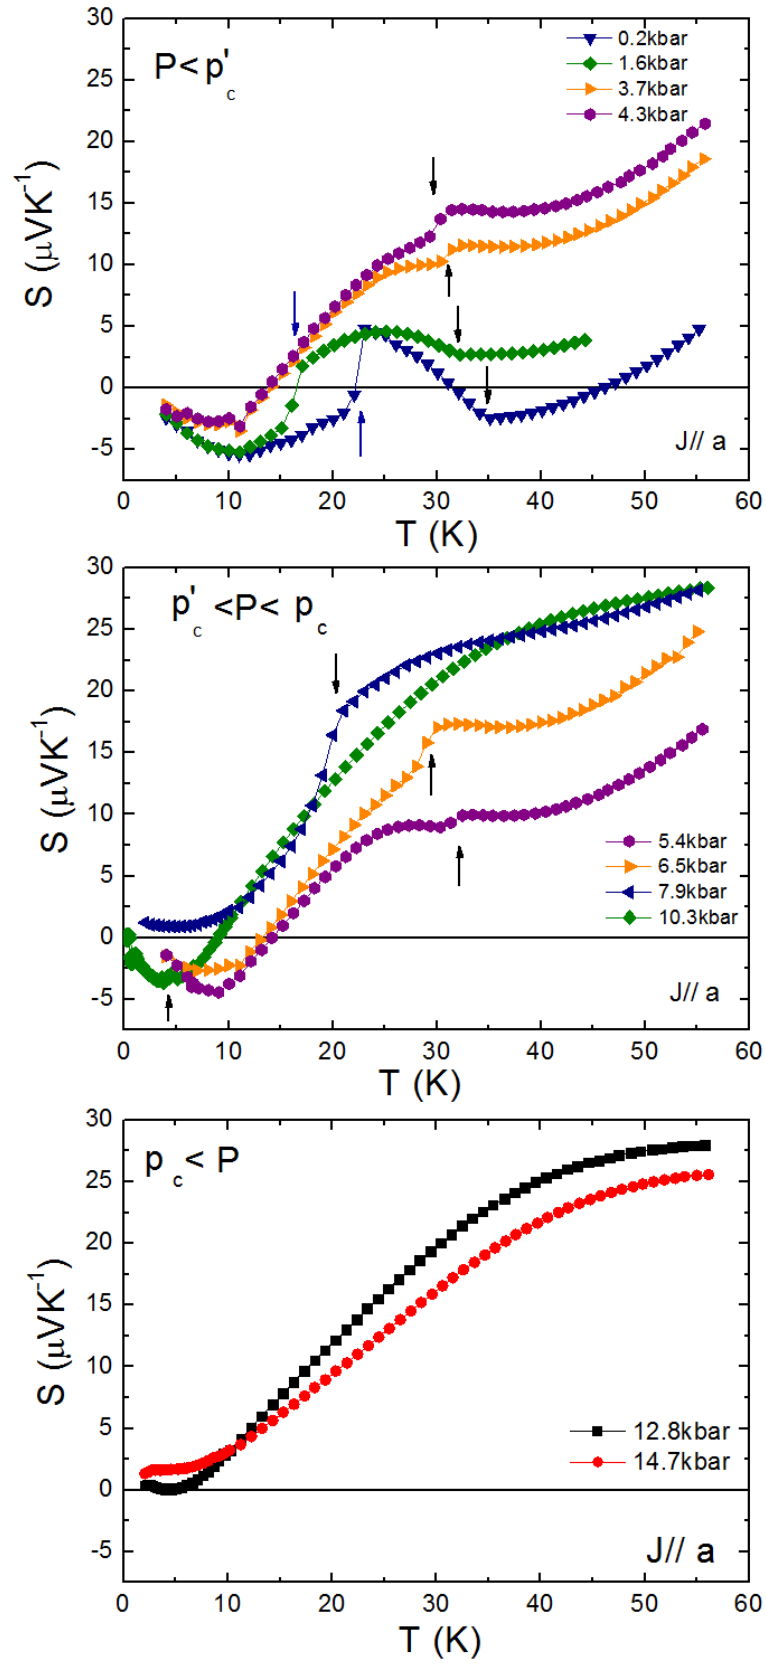 P< p'c
0.2kbar
1.6kbar
3.7kbar
4.3kbar
30
25
20
15
10
5
0
-5
S (μVK-1)
J// a
0 10 20 30 40 50 60
T (K)
p'c <P< pc
30
25
20
15
10
5
0
-5
S (μVK-1)
5.4kbar
6.5kbar
7.9kbar
10.3kbar
J// a
0 10 20 30 40 50 60
T (K)
pc < P
30
25
20
15
10
5
0
-5
S (μVK-1)
12.8kbar
14.7kbar
J// a
0 10 20 30 40 50 60
T (K)